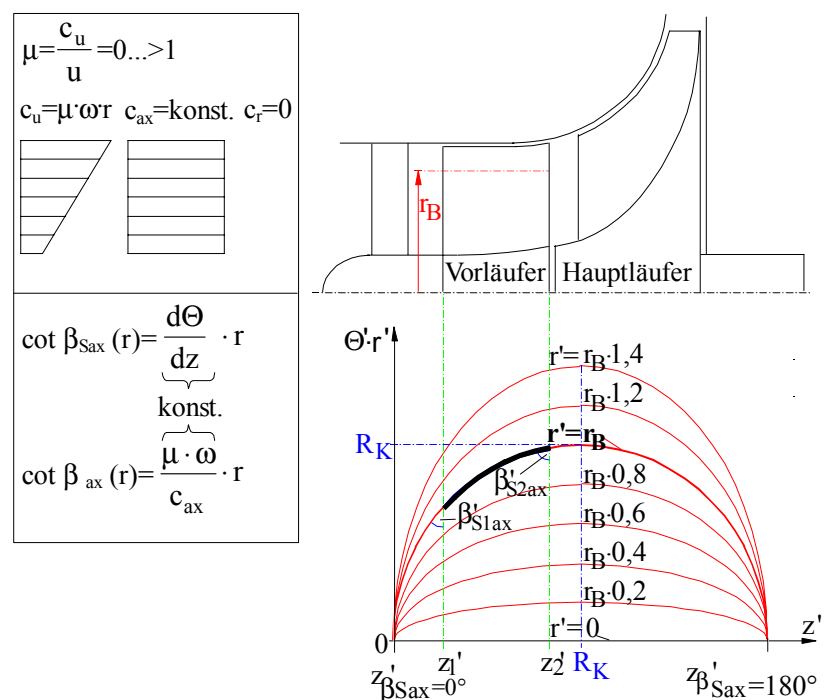 μ=c_u/u=0...>1
c_u=μ·ω·r c_ax=konst. c_r=0
cot β_Sax (r)=dΘ/dz · r
konst.
cot β_ax (r)=μ · ω/c_ax · r
r_B
Vorläufer Hauptläufer
Θ'·r'
r'=r_B·1,4
r_B·1,2
R_K
r'=r_B
β'_S2ax
r_B·0,8
β'_S1ax
r_B·0,6
r_B·0,4
r_B·0,2
r'=0
z'
0
z_1' z_2' R_K
z'_βSax=0° z'_βSax=180°